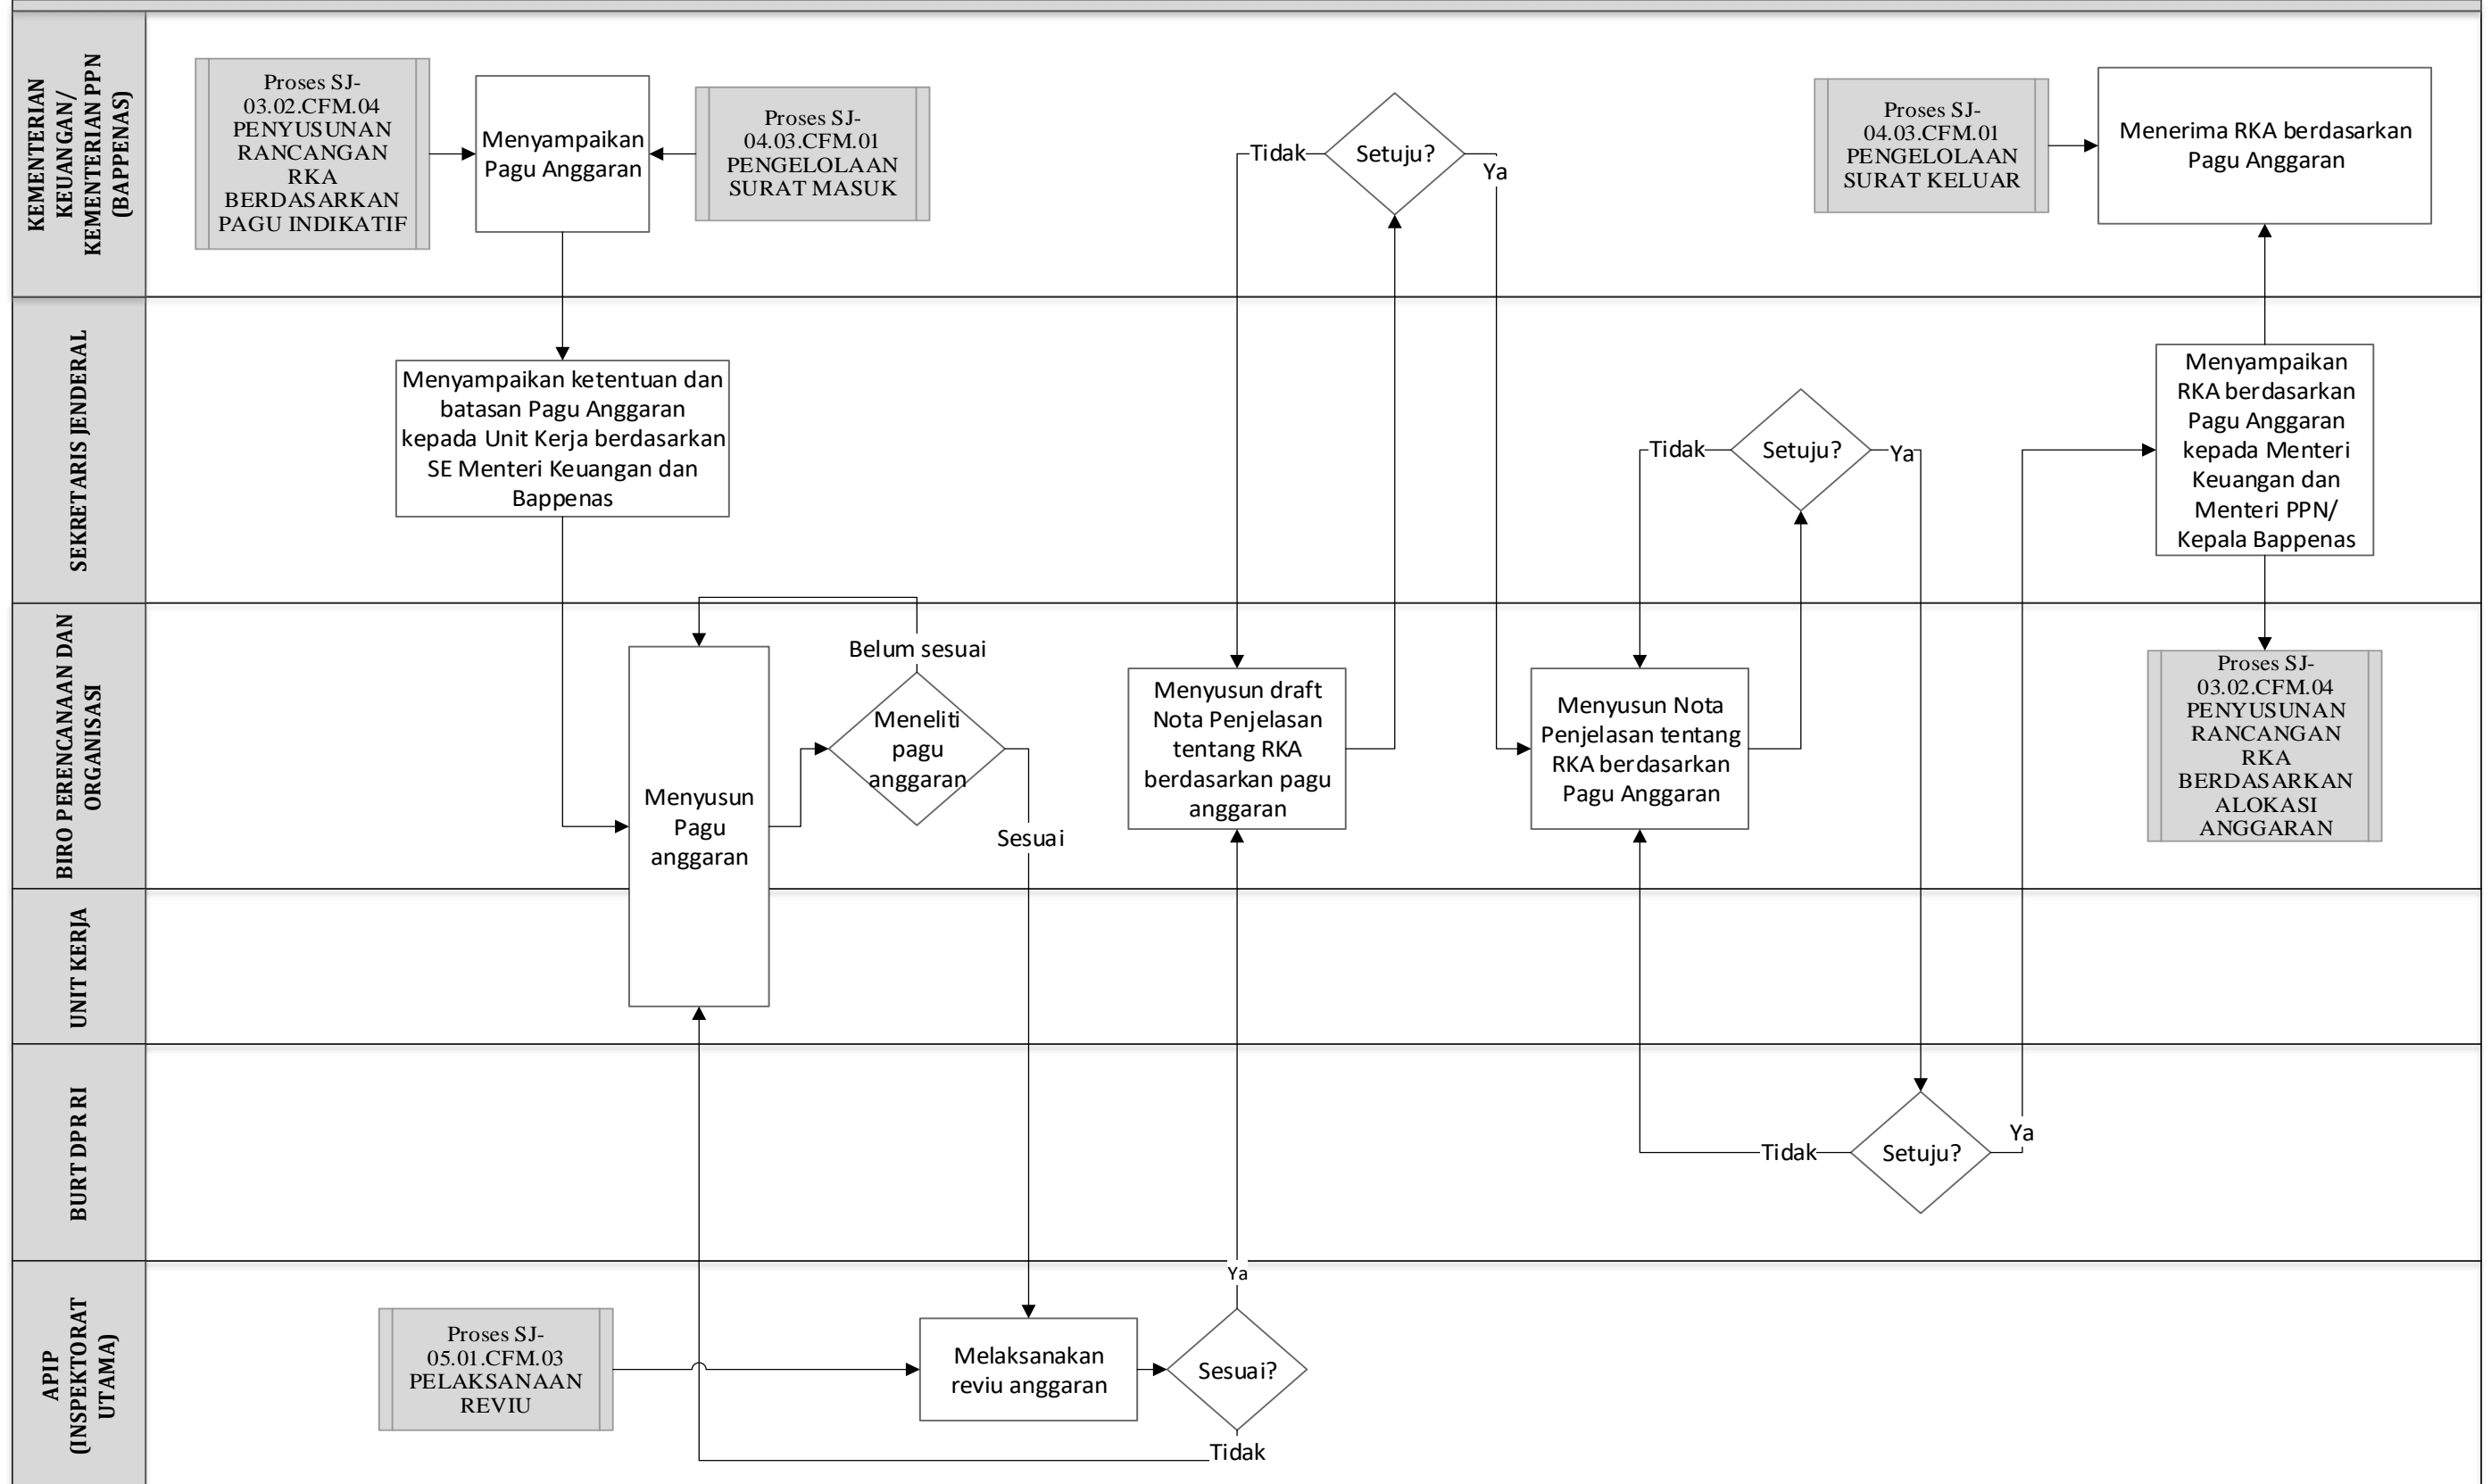 KEMENTERIAN
KEUANGAN/
KEMENTERIAN PPN
(BAPPENAS)
Proses SJ-
03.02.CFM.04
PENYUSUNAN
RANCANGAN
RKA
BERDASARKAN
PAGU INDIKATIF
Menyampaikan
Pagu Anggaran
Proses SJ-
04.03.CFM.01
PENGELOLAAN
SURAT MASUK
Tidak
Setuju?
Ya
Proses SJ-
04.03.CFM.01
PENGELOLAAN
SURAT KELUAR
Menerima RKA berdasarkan
Pagu Anggaran
SEKRETARIS JENDERAL
Menyampaikan ketentuan dan
batasan Pagu Anggaran
kepada Unit Kerja berdasarkan
SE Menteri Keuangan dan
Bappenas
Tidak
Setuju?
Ya
Menyampaikan
RKA berdasarkan
Pagu Anggaran
kepada Menteri
Keuangan dan
Menteri PPN/
Kepala Bappenas
BIRO PERENCANAAN DAN
ORGANISASI
Menyusun
Pagu
anggaran
Belum sesuai
Meneliti
pagu
anggaran
Sesuai
Menyusun draft
Nota Penjelasan
tentang RKA
berdasarkan pagu
anggaran
Menyusun Nota
Penjelasan tentang
RKA berdasarkan
Pagu Anggaran
Proses SJ-
03.02.CFM.04
PENYUSUNAN
RANCANGAN
RKA
BERDASARKAN
ALOKASI
ANGGARAN
UNIT KERJA
BURT DPR RI
Tidak
Setuju?
Ya
APIP
(INSPEKTORAT
UTAMA)
Proses SJ-
05.01.CFM.03
PELAKSANAAN
REVIU
Melaksanakan
reviu anggaran
Ya
Sesuai?
Tidak